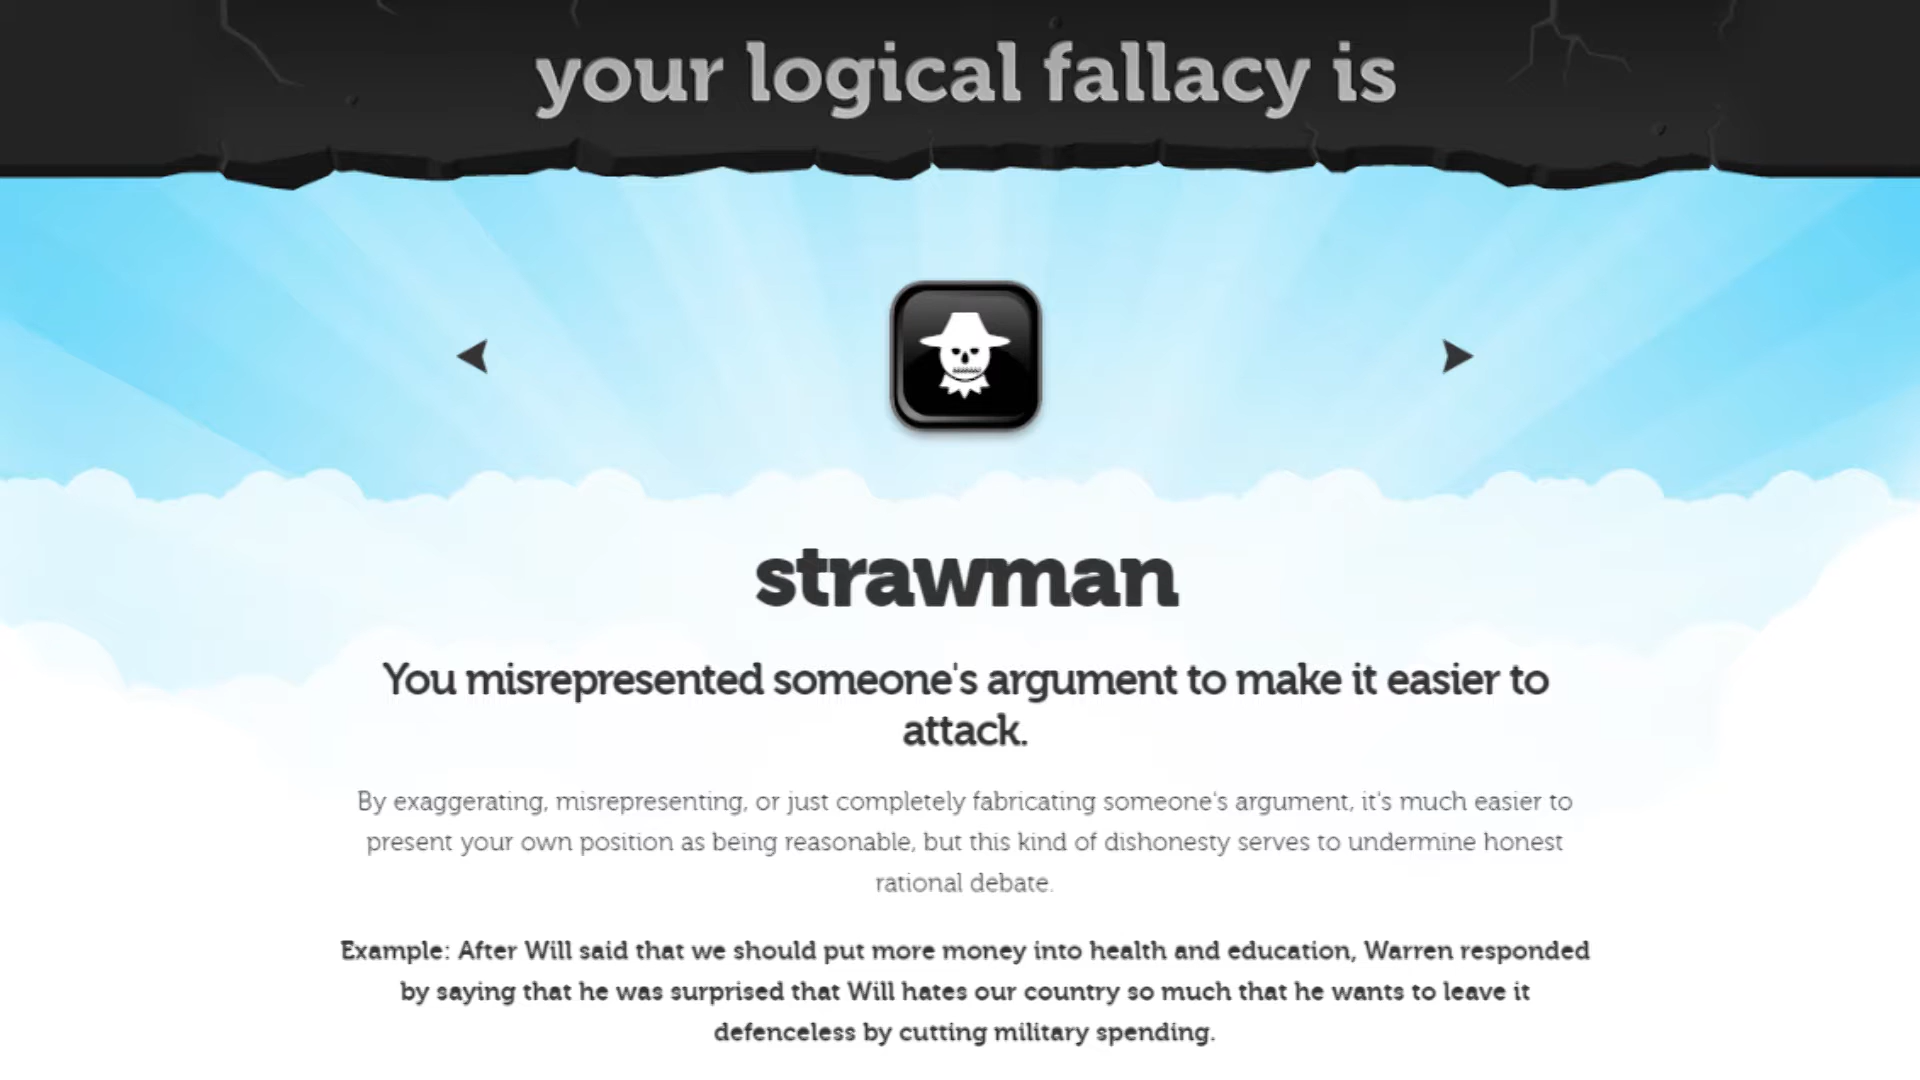 your logical fallacy is
strawman
You misrepresented someone's argument to make it easier to
attack.
By exaggerating, misrepresenting, or just completely fabricating someone's argument, it's much easier to
present your own position as being reasonable, but this kind of dishonesty serves to undermine honest
rational debate.
Example: After Will said that we should put more money into health and education, Warren responded
by saying that he was surprised that Will hates our country so much that he wants to leave it
defenceless by cutting military spending.